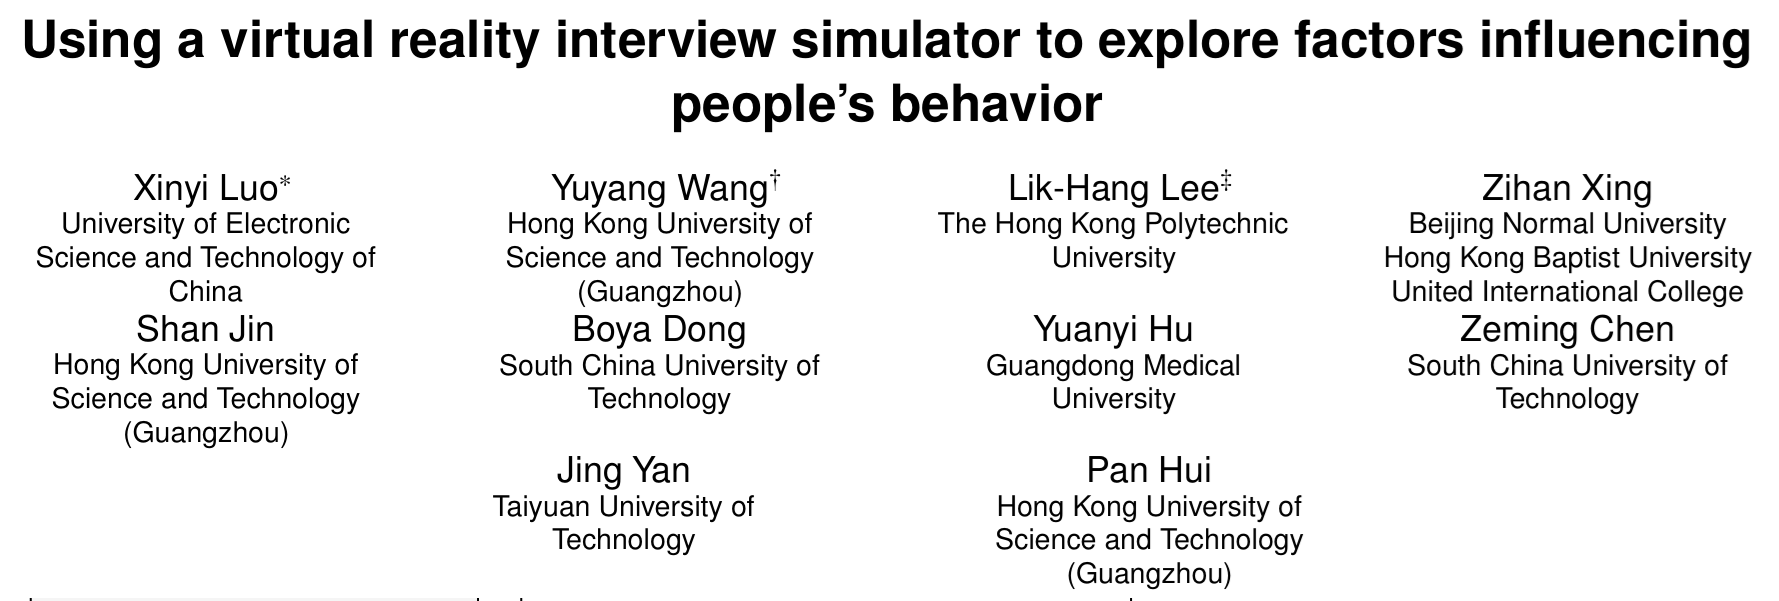 Using a virtual reality interview simulator to explore factors influencing
people's behavior
Xinyi Luo*
University of Electronic
Science and Technology of
China
Yuyang Wang†
Hong Kong University of
Science and Technology
(Guangzhou)
Lik-Hang Lee‡
The Hong Kong Polytechnic
University
Zihan Xing
Beijing Normal University
Hong Kong Baptist University
United International College
Shan Jin
Hong Kong University of
Science and Technology
(Guangzhou)
Boya Dong
South China University of
Technology
Yuanyi Hu
Guangdong Medical
University
Zeming Chen
South China University of
Technology
Jing Yan
Taiyuan University of
Technology
Pan Hui
Hong Kong University of
Science and Technology
(Guangzhou)